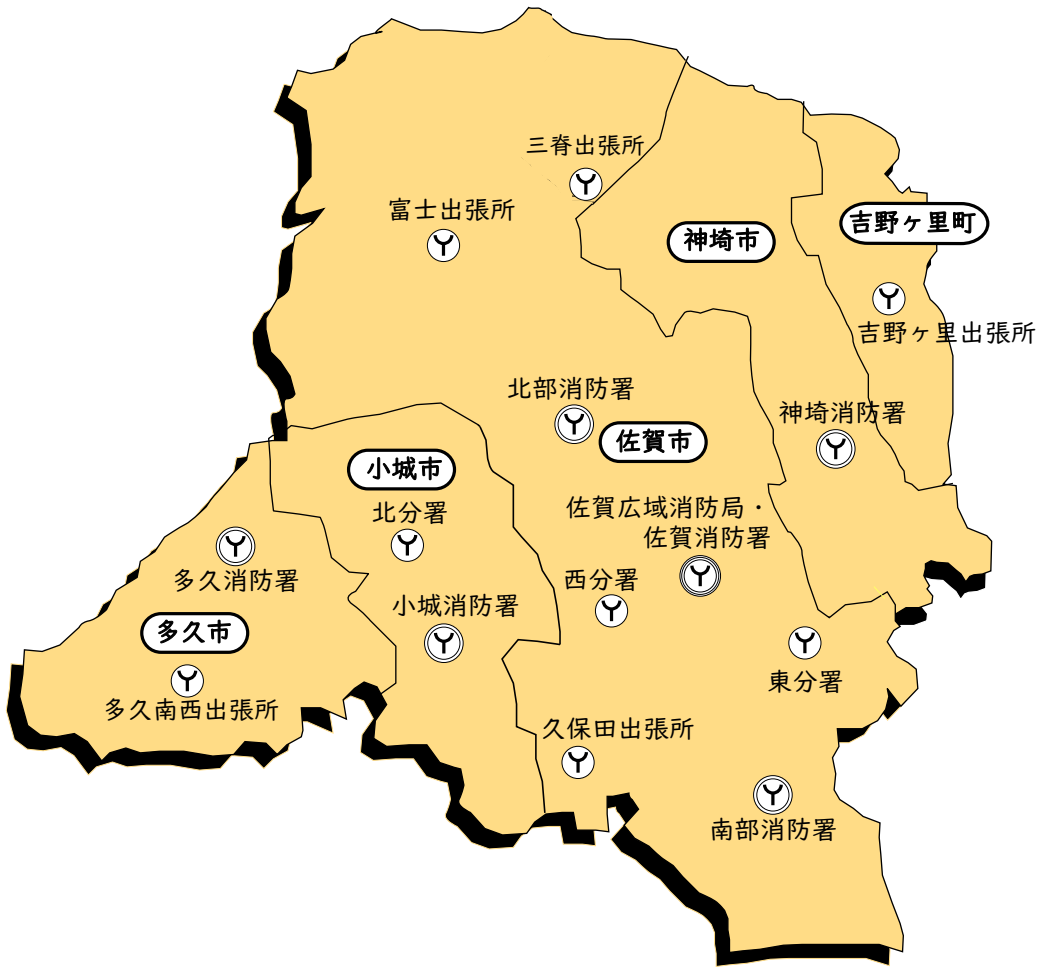 三脊出張所
富士出張所
吉野ヶ里町
神埼市
吉野ヶ里出張所
北部消防署
神埼消防署
佐賀市
小城市
北分署
佐賀広域消防局・
佐賀消防署
多久消防署
西分署
小城消防署
多久市
東分署
多久南西出張所
久保田出張所
南部消防署